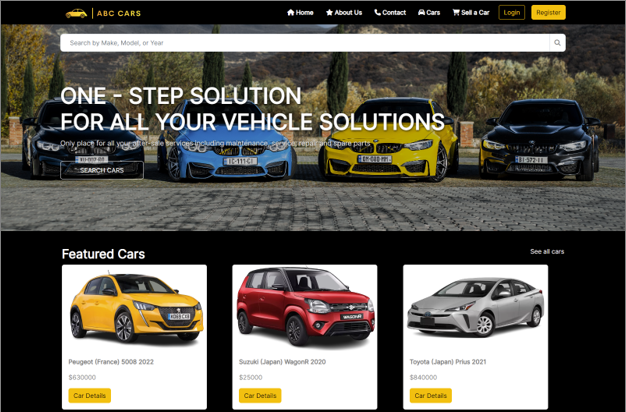 ABC CARS
Home About Us Contact Cars Sell a Car Login Register
Search by Make, Model, or Year
ONE - STEP SOLUTION
FOR ALL YOUR VEHICLE SOLUTIONS
Only place for all your after-sale services including maintenance, service, repair and spare parts
SEARCH CARS
Featured Cars
See all cars
Peugeot (France) 5008 2022
$630000
Car Details
Suzuki (Japan) WagonR 2020
$25000
Car Details
Toyota (Japan) Prius 2021
$840000
Car Details